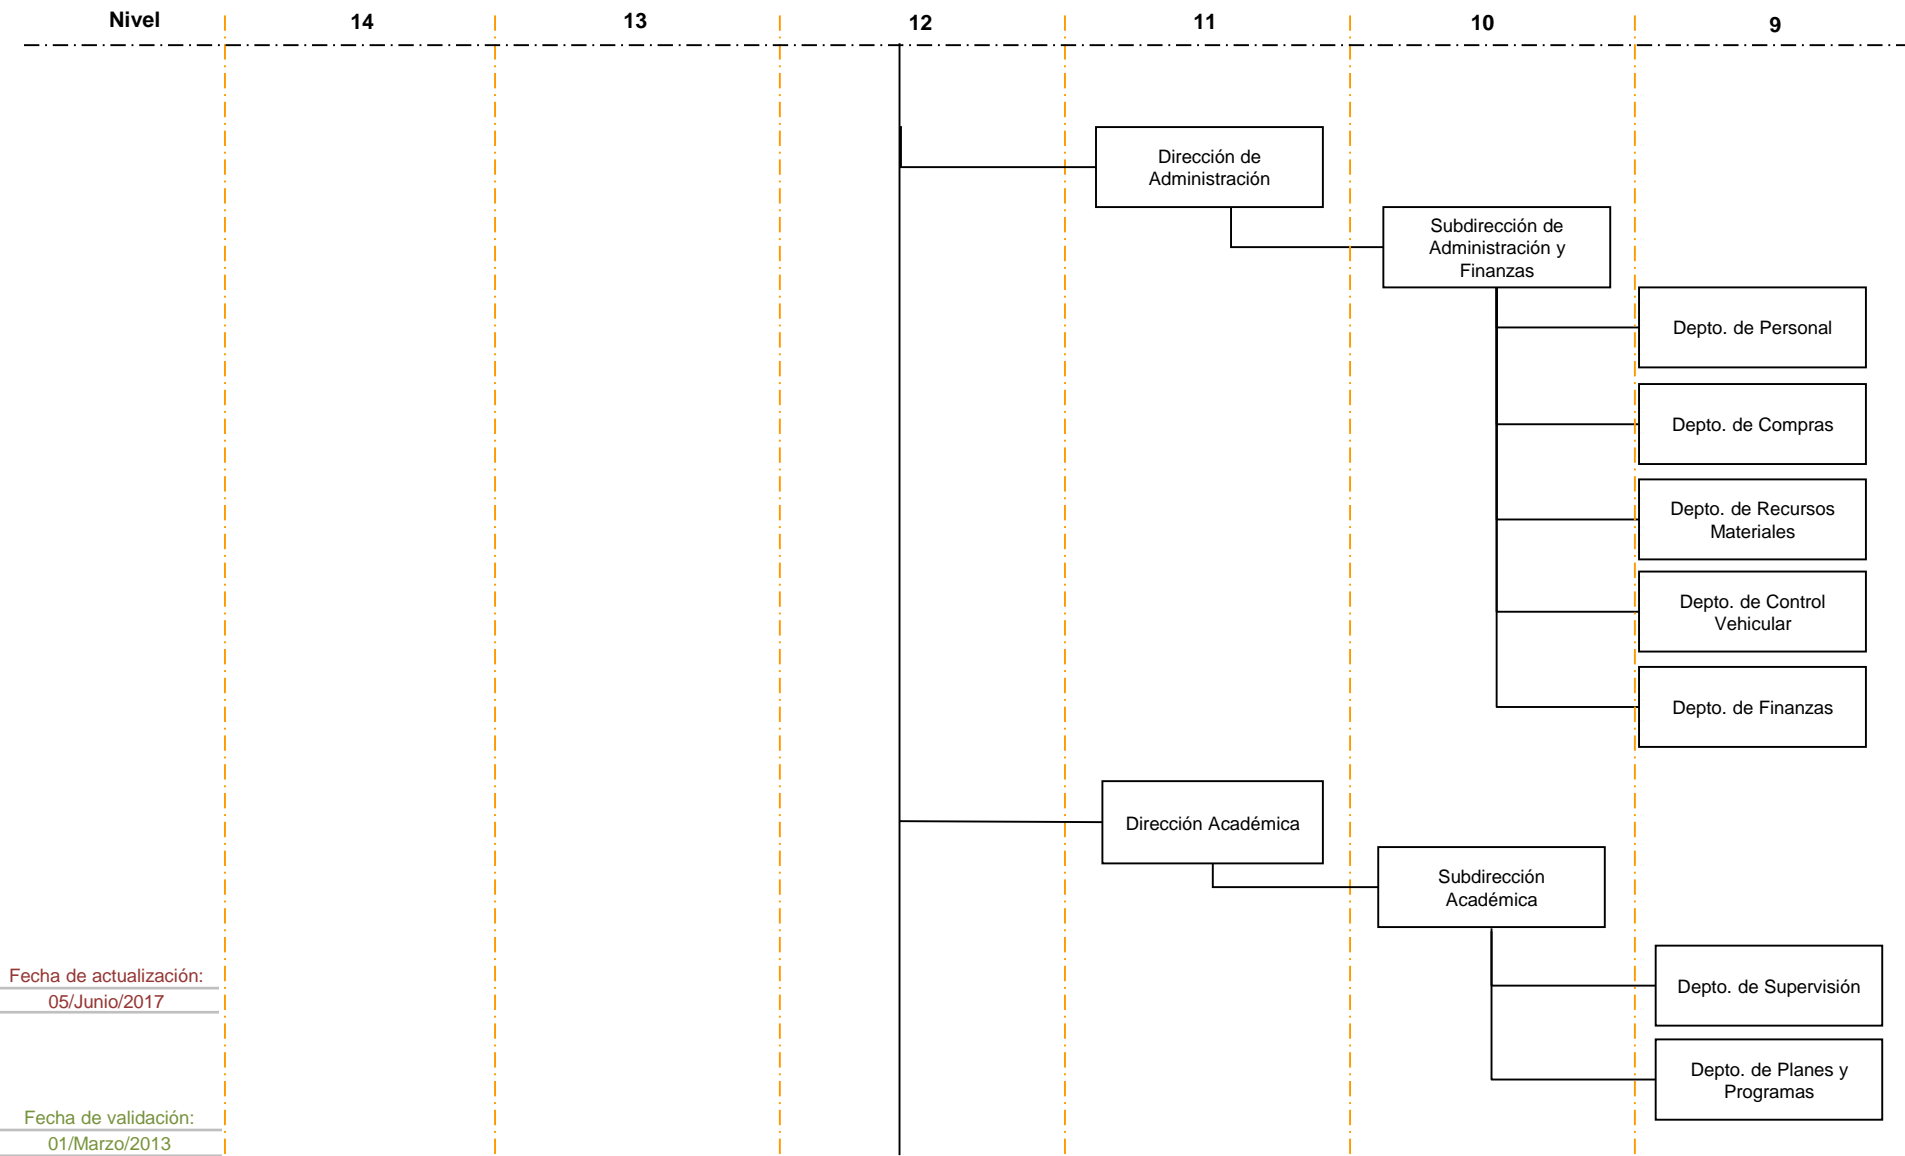 Nivel 14 13 12 11 10 9
Dirección de
Administración
Subdirección de
Administración y
Finanzas
Depto. de Personal
Depto. de Compras
Depto. de Recursos
Materiales
Depto. de Control
Vehicular
Depto. de Finanzas
Dirección Académica
Subdirección
Académica
Depto. de Supervisión
Depto. de Planes y
Programas
Fecha de actualización:
05/Junio/2017
Fecha de validación:
01/Marzo/2013